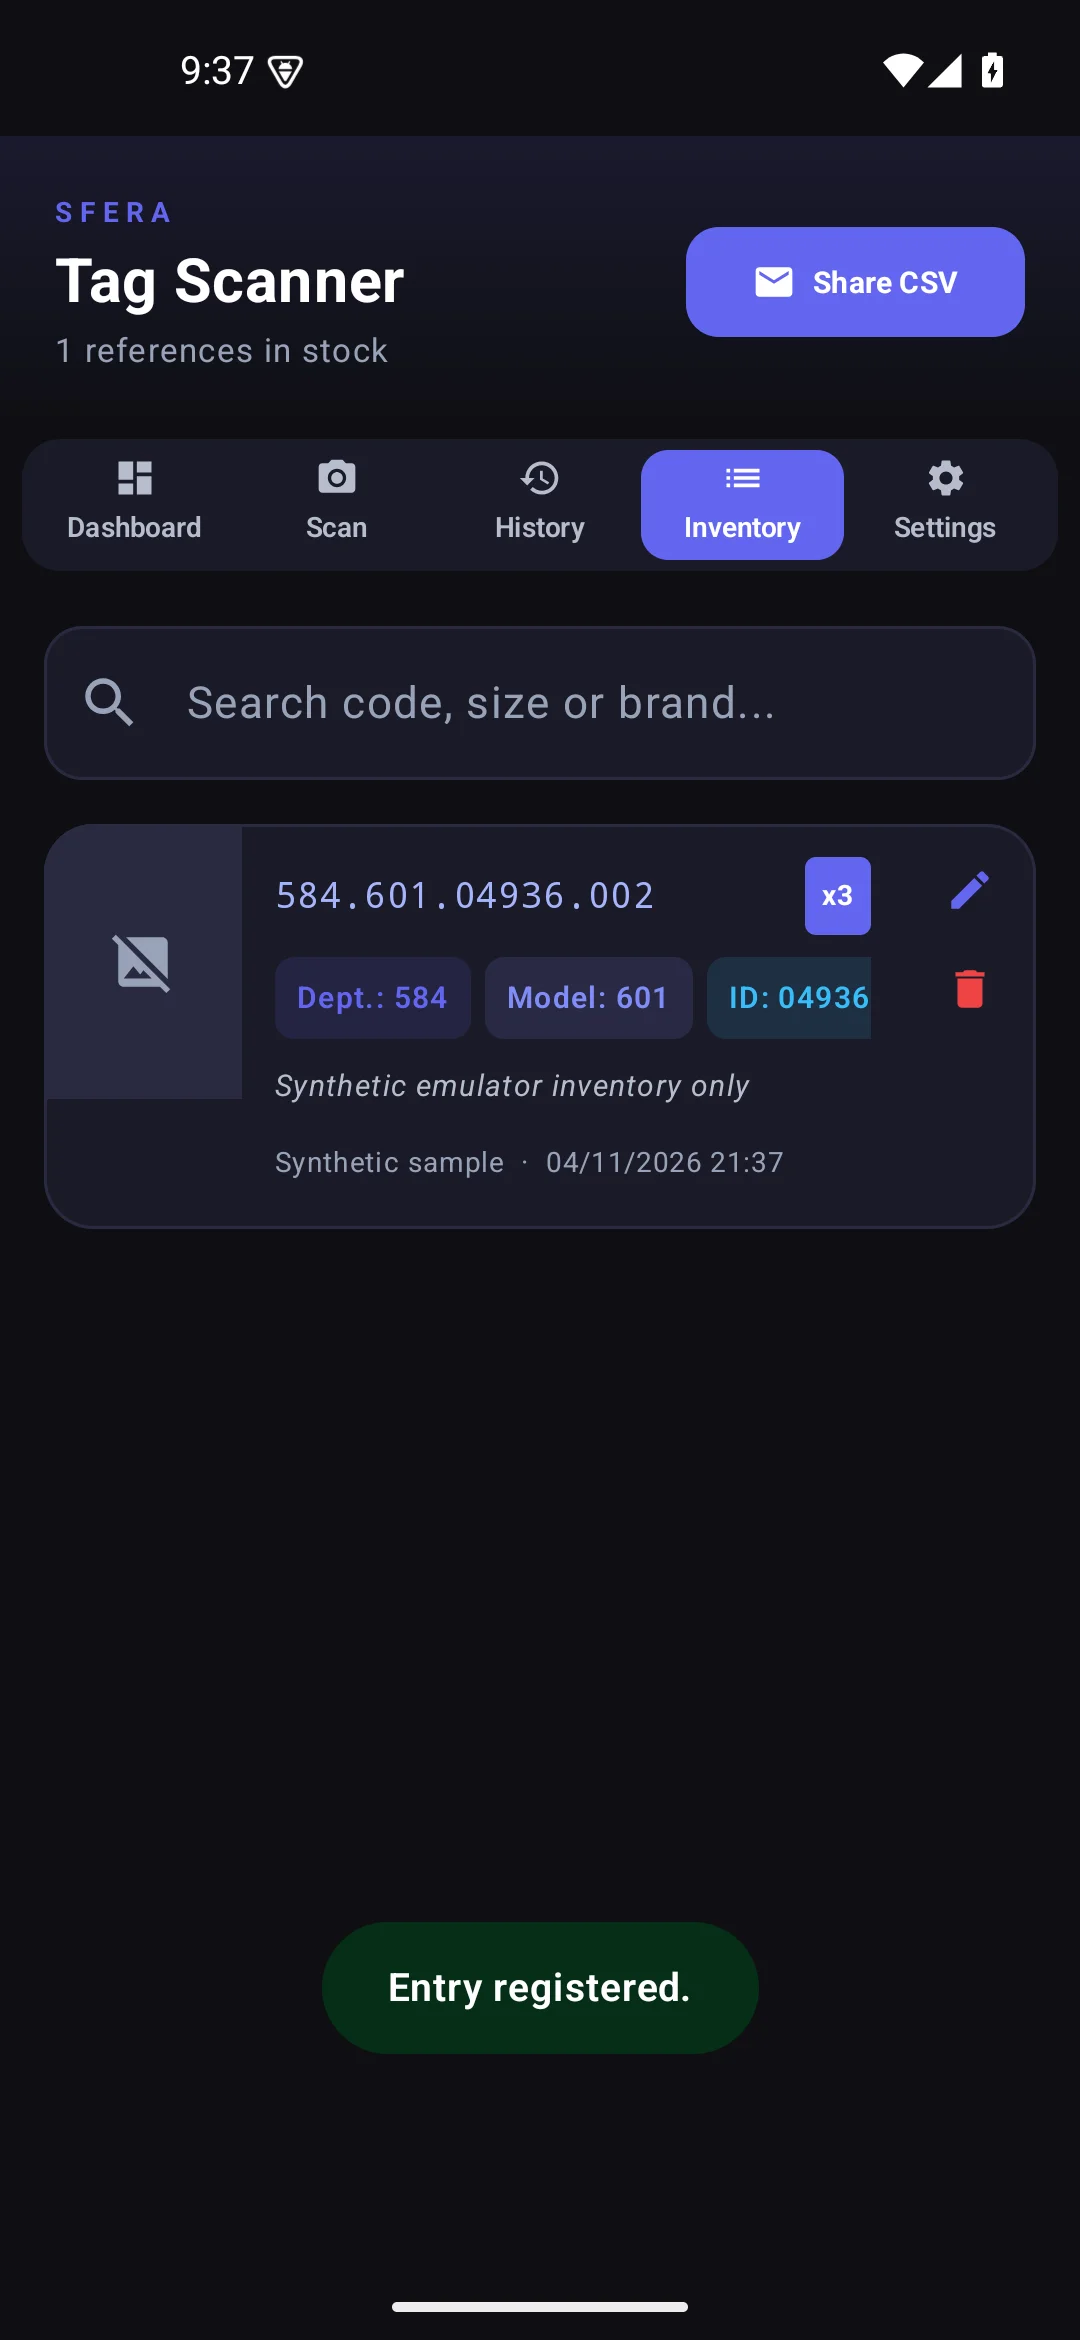 9:37
SFERA
Tag Scanner
1 references in stock
Share CSV
Dashboard
Scan
History
Inventory
Settings
Search code, size or brand...
584.601.04936.002
x3
Dept.: 584
Model: 601
ID: 04936
Synthetic emulator inventory only
Synthetic sample · 04/11/2026 21:37
Entry registered.